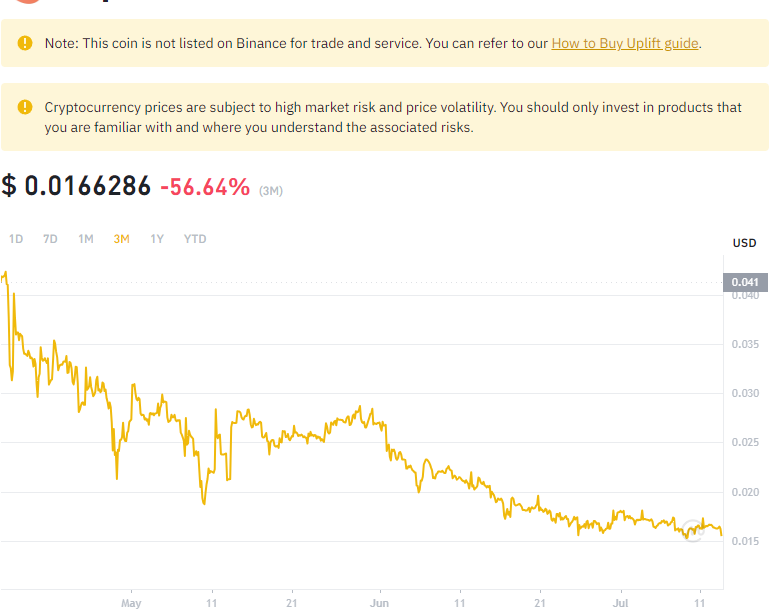 Note: This coin is not listed on Binance for trade and service. You can refer to our How to Buy Uplift guide.
Cryptocurrency prices are subject to high market risk and price volatility. You should only invest in products that
you are familiar with and where you understand the associated risks.
$ 0.0166286 -56.64% (3M)
1D 7D 1M 3M 1Y YTD
USD
0.041
0.040
0.035
0.030
0.025
0.020
0.015
May 11 21 Jun 11 21 Jul 11